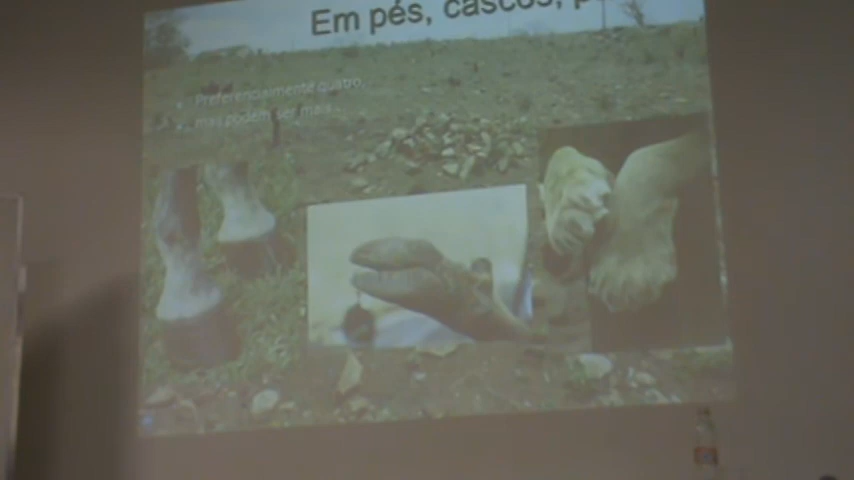 Em pés, cascos,
Preferencialmente quatro,
mas podem ser mais...